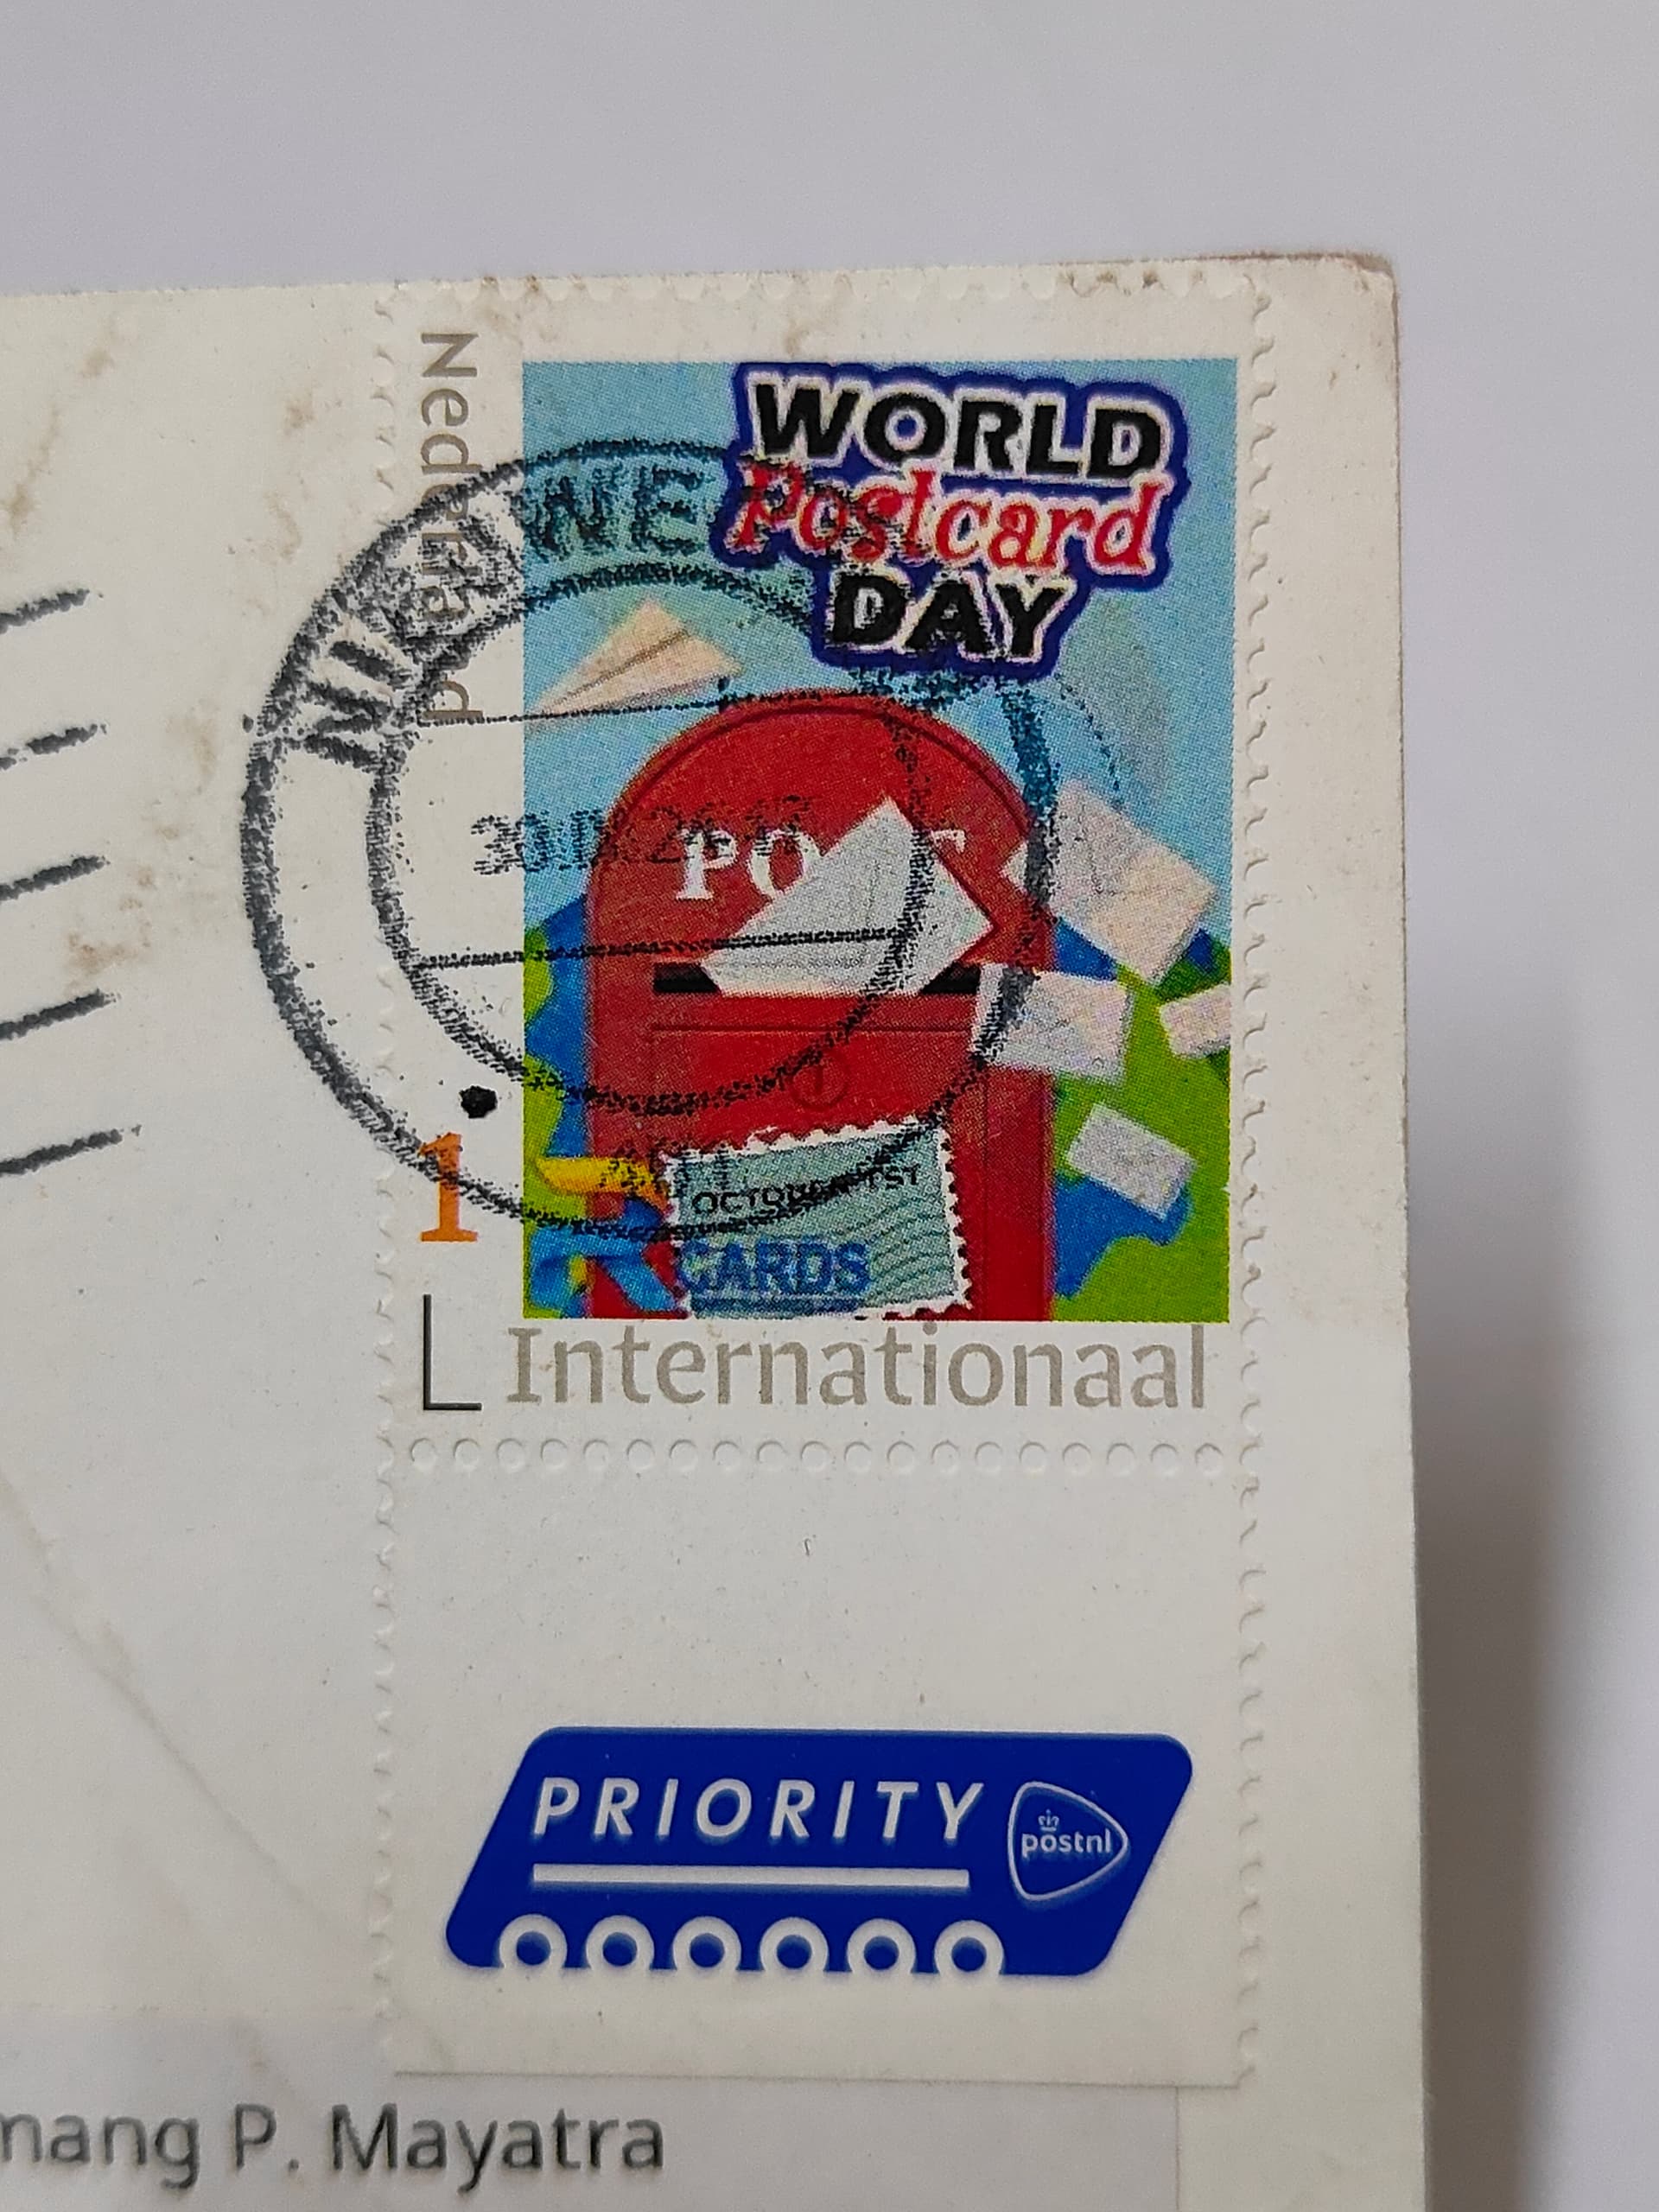 Nederland
WORLD
Postcard
DAY
POST
OCTOBER 1ST
CARDS
1
Internationaal
PRIORITY
postnl
nang P. Mayatra